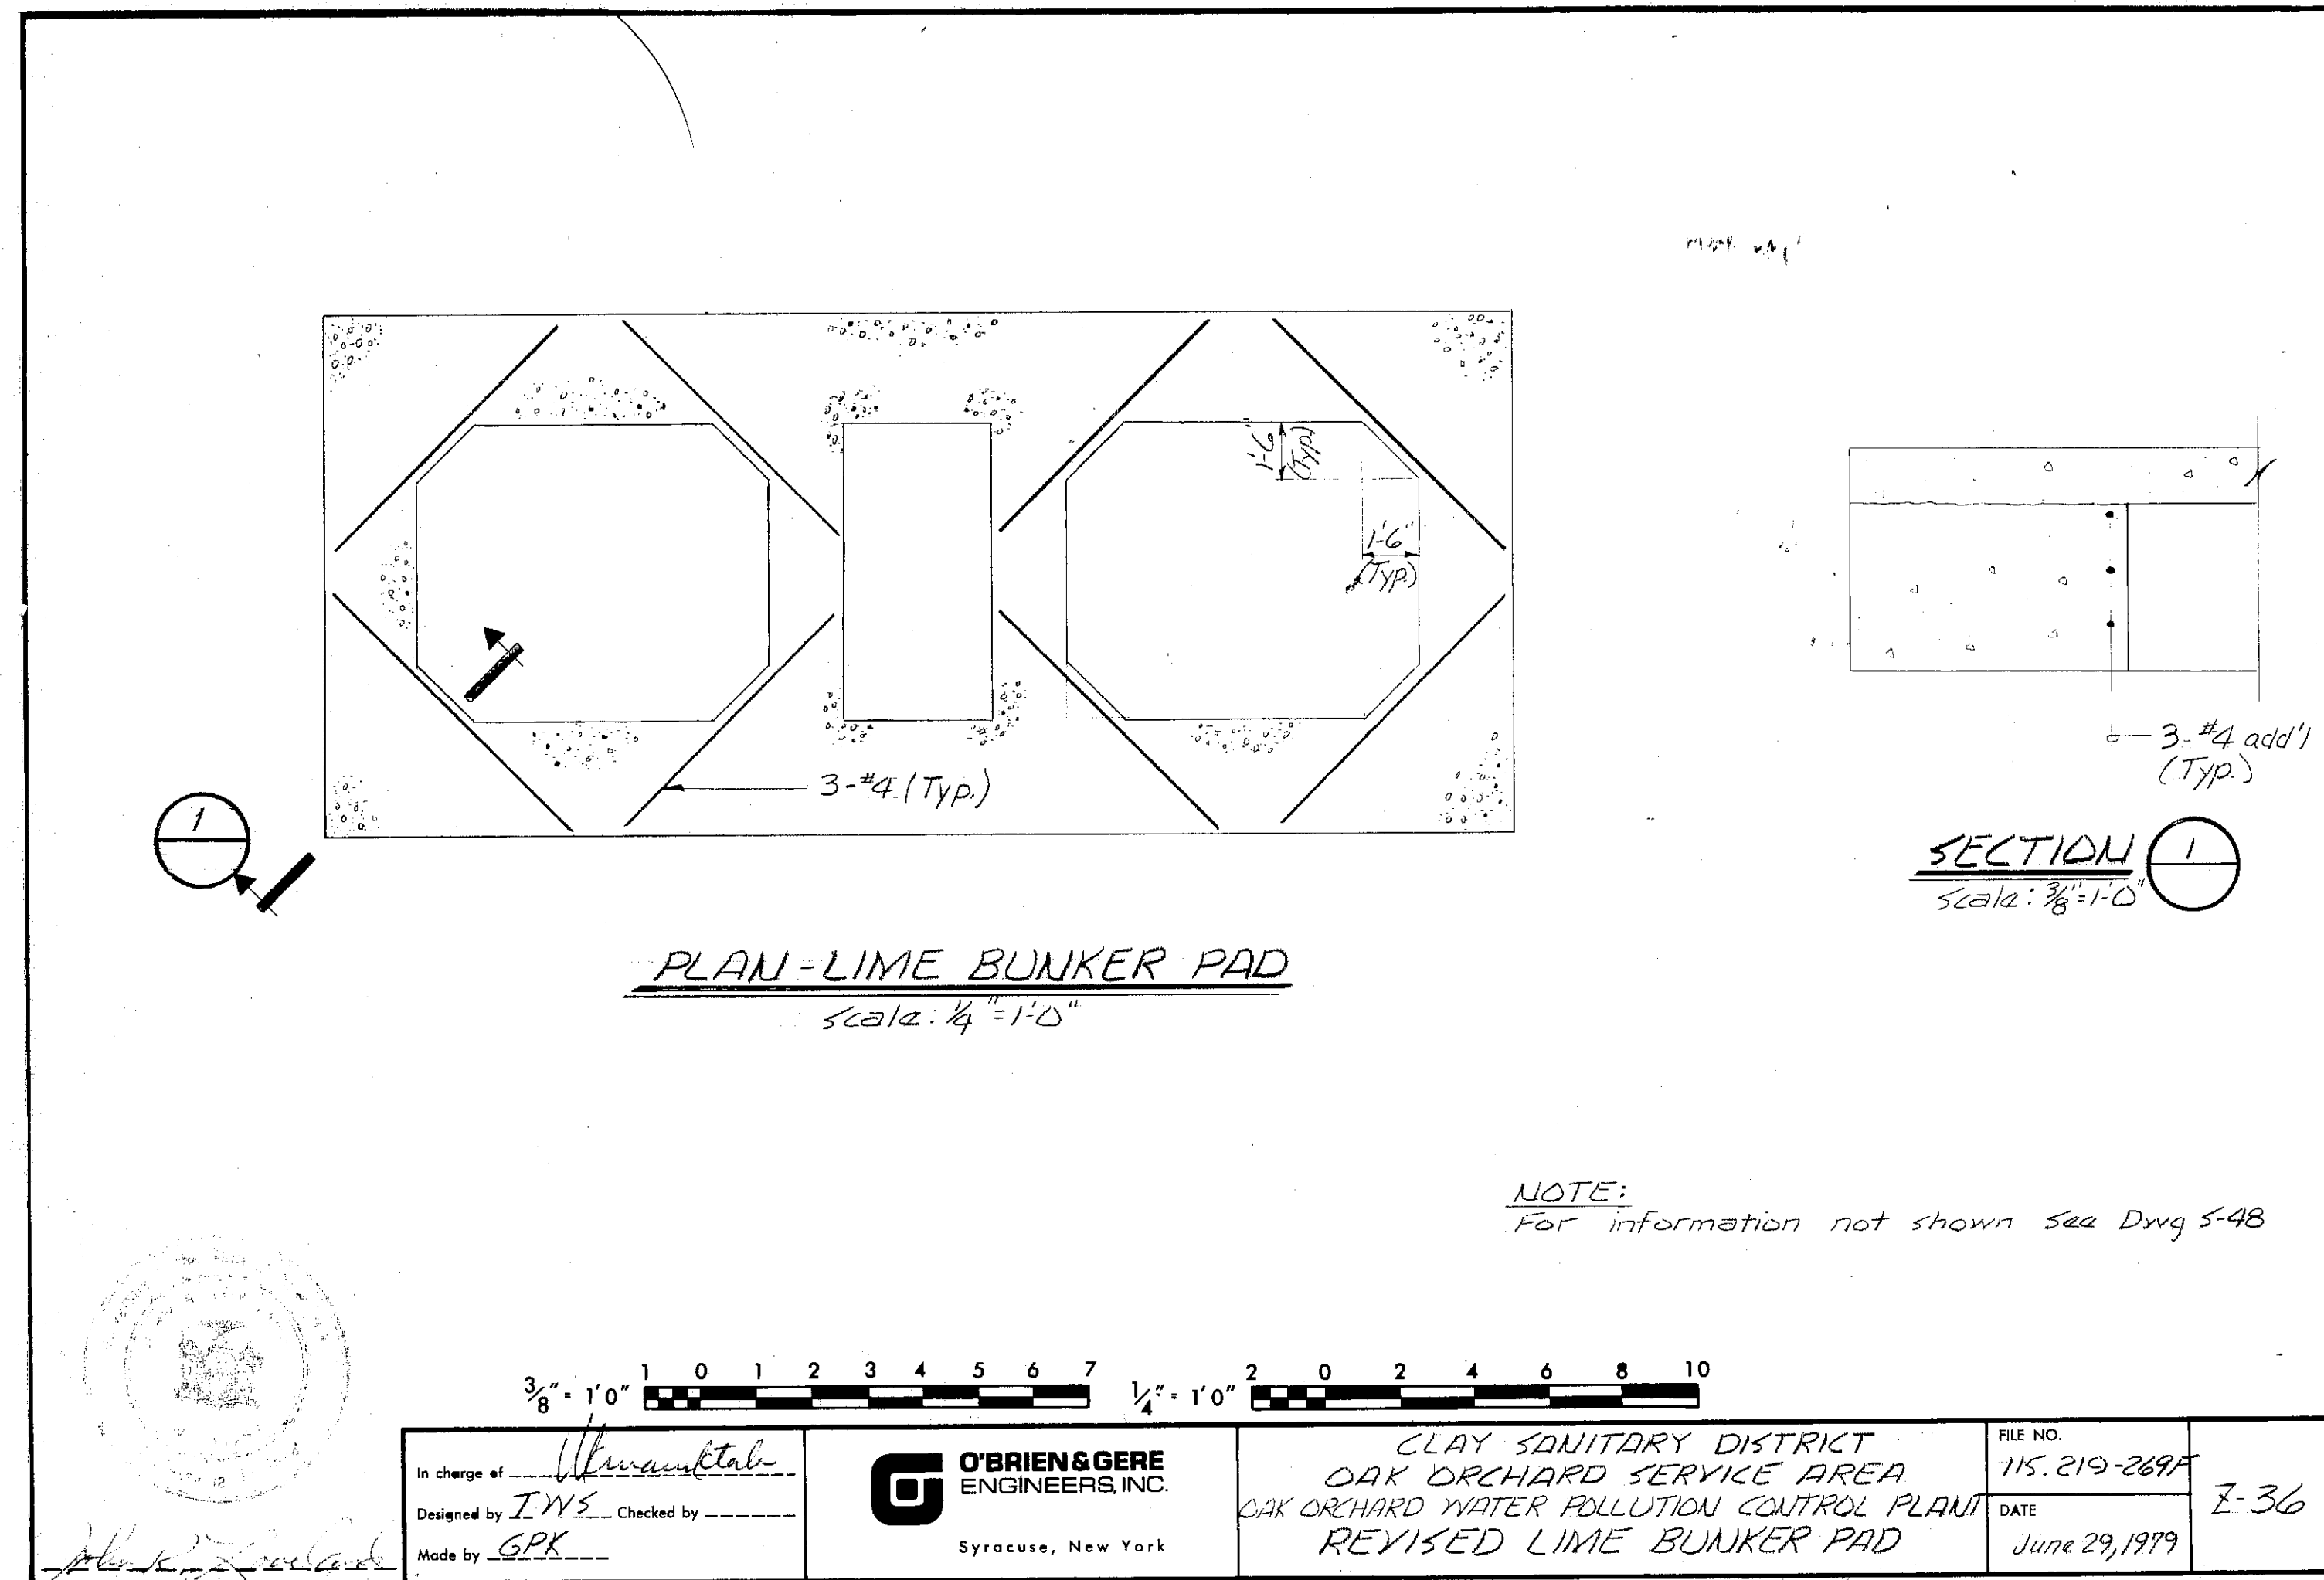 1'-6"
(Typ.)
1'-6"
(Typ.)
3-#4 (Typ.)
1
PLAN-LIME BUNKER PAD
Scale: 1/4"=1'-0"
3-#4 add'l
(Typ.)
SECTION 1
Scale: 3/8"=1'-0"
NOTE:
For information not shown see Dwg S-48
3/8" = 1'0" 1 0 1 2 3 4 5 6 7
1/4" = 1'0" 2 0 2 4 6 8 10
In charge of
Designed by IWS Checked by
Made by GPK
O'BRIEN & GERE
ENGINEERS, INC.
Syracuse, New York
CLAY SANITARY DISTRICT
OAK ORCHARD SERVICE AREA
OAK ORCHARD WATER POLLUTION CONTROL PLANT
REVISED LIME BUNKER PAD
FILE NO.
115.219-269F
DATE
June 29, 1979
Z-36